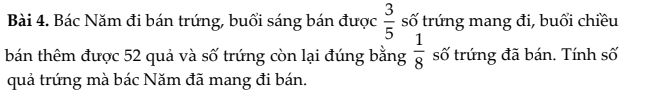 Bài 4. Bác Năm đi bán trứng, buổi sáng bán được 3/5 số trứng mang đi, buổi chiều
bán thêm được 52 quả và số trứng còn lại đúng bằng 1/8 số trứng đã bán. Tính số
quả trứng mà bác Năm đã mang đi bán.